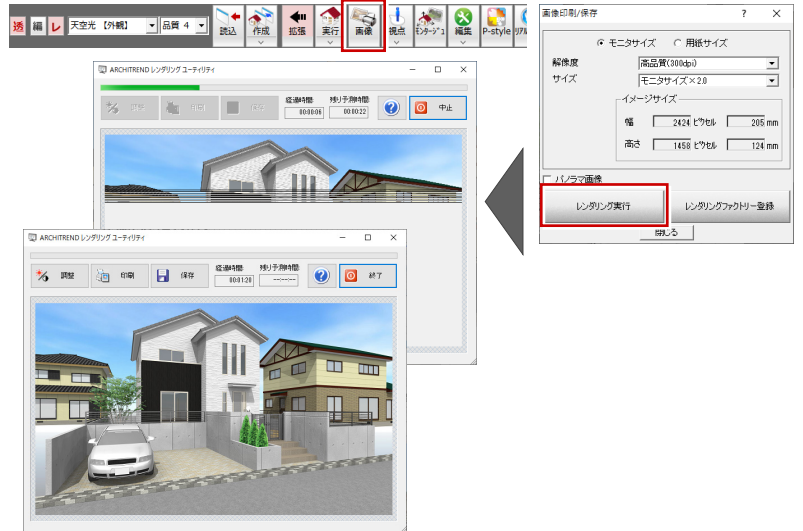 透 編 レ 天空光 【外観】 品質 4 読込 作成 拡張 実行 画像 視点 ﾓﾝﾀｰｼﾞｭ 編集 P-style
画像印刷/保存 ? ×
モニタサイズ 用紙サイズ
解像度 高品質(300dpi)
サイズ モニタサイズ×2.0
イメージサイズ
幅 2424 ピクセル 205 mm
高さ 1458 ピクセル 124 mm
パノラマ画像
レンダリング実行 レンダリングファクトリー登録
閉じる
ARCHITREND レンダリング ユーティリティ
調整 印刷 保存 経過時間: 00:00:06 残り予測時間: 00:00:22 ? 中止
ARCHITREND レンダリング ユーティリティ
調整 印刷 保存 経過時間: 00:01:20 残り予測時間: --:--:-- ? 終了